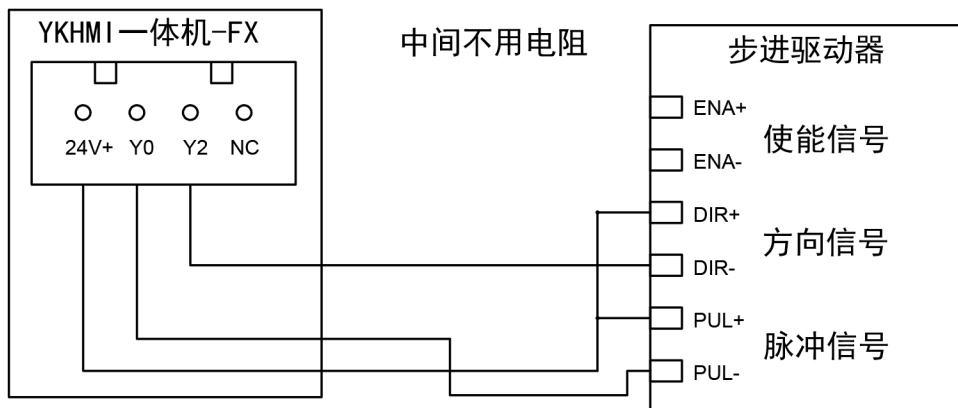 YKHMI一体机-FX
24V+ Y0 Y2 NC
中间不用电阻
步进驱动器
ENA+
使能信号
ENA-
DIR+
方向信号
DIR-
PUL+
脉冲信号
PUL-